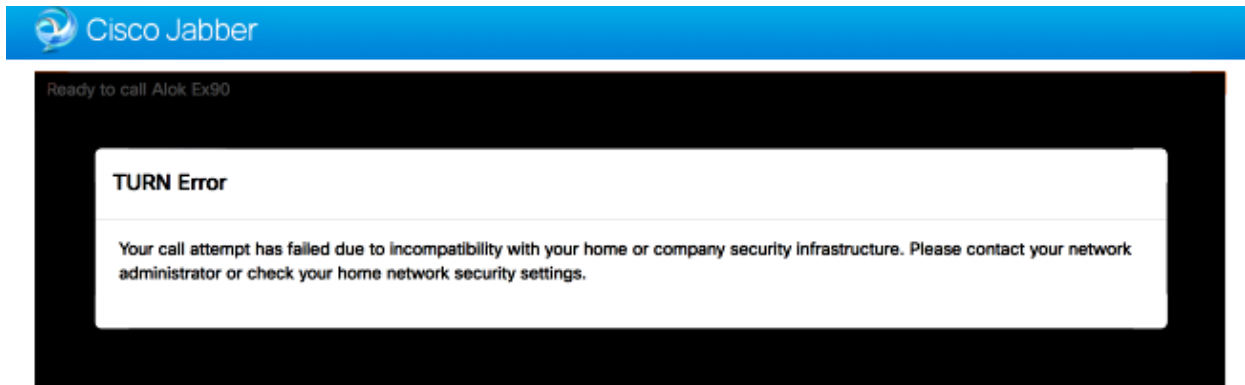 Cisco Jabber
Ready to call Alok Ex90
TURN Error
Your call attempt has failed due to incompatibility with your home or company security infrastructure. Please contact your network
administrator or check your home network security settings.